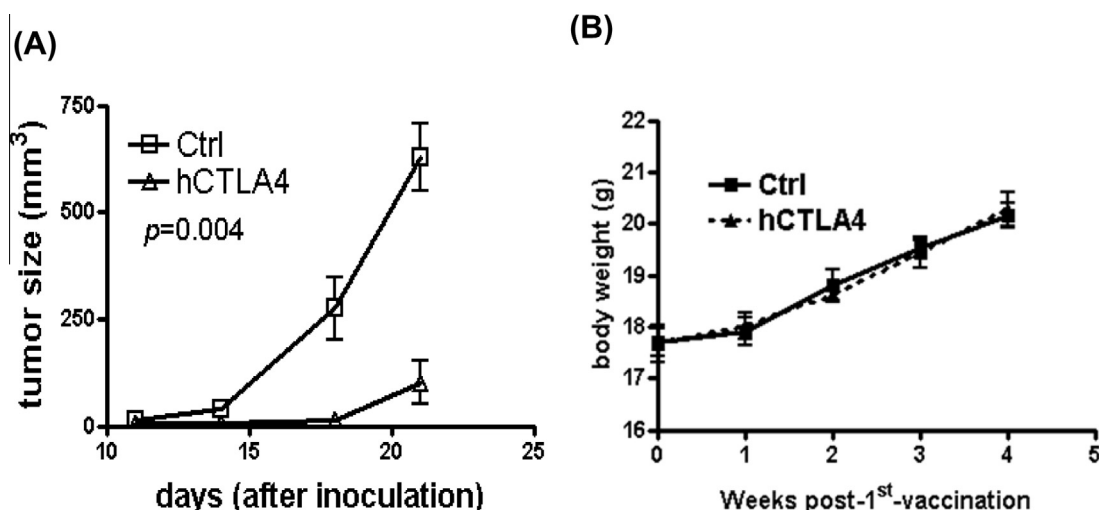 (A)
750
500
250
0
tumor size (mm³)
Ctrl
hCTLA4
p=0.004
10
15
20
25
days (after inoculation)
(B)
22
21
20
19
18
17
16
body weight (g)
Ctrl
hCTLA4
0
1
2
3
4
5
Weeks post-1ˢᵗ-vaccination